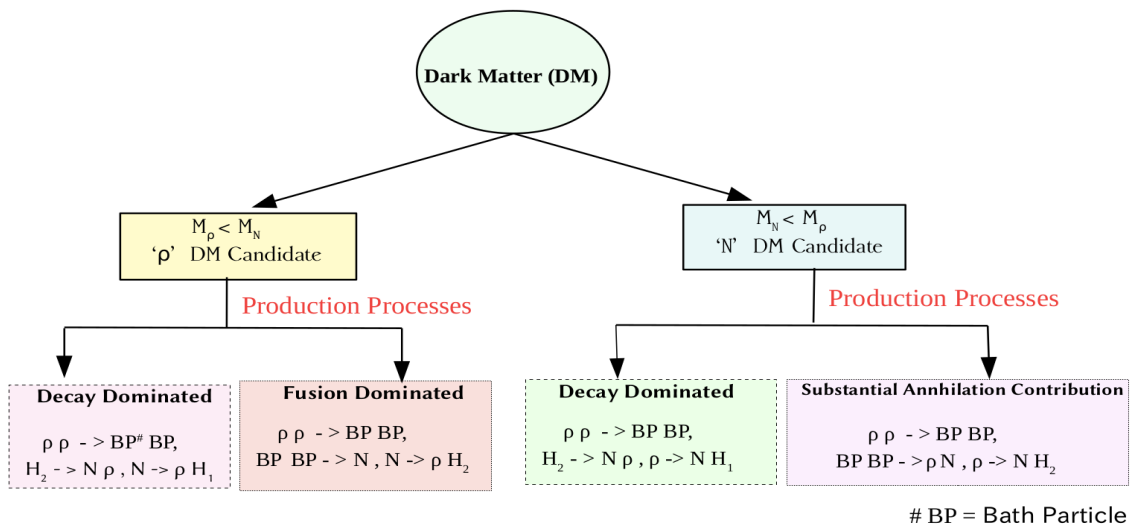 Dark Matter (DM)
M_ρ < M_N
‘ρ’ DM Candidate
M_N < M_ρ
‘N’ DM Candidate
Production Processes
Production Processes
Decay Dominated
ρ ρ - > BP# BP,
H₂ - > N ρ , N -> ρ H₁
Fusion Dominated
ρ ρ - > BP BP,
BP BP - > N , N -> ρ H₂
Decay Dominated
ρ ρ - > BP BP,
H₂ - > N ρ , ρ -> N H₁
Substantial Annhilation Contribution
ρ ρ - > BP BP,
BP BP - > ρ N , ρ -> N H₂
# BP = Bath Particle